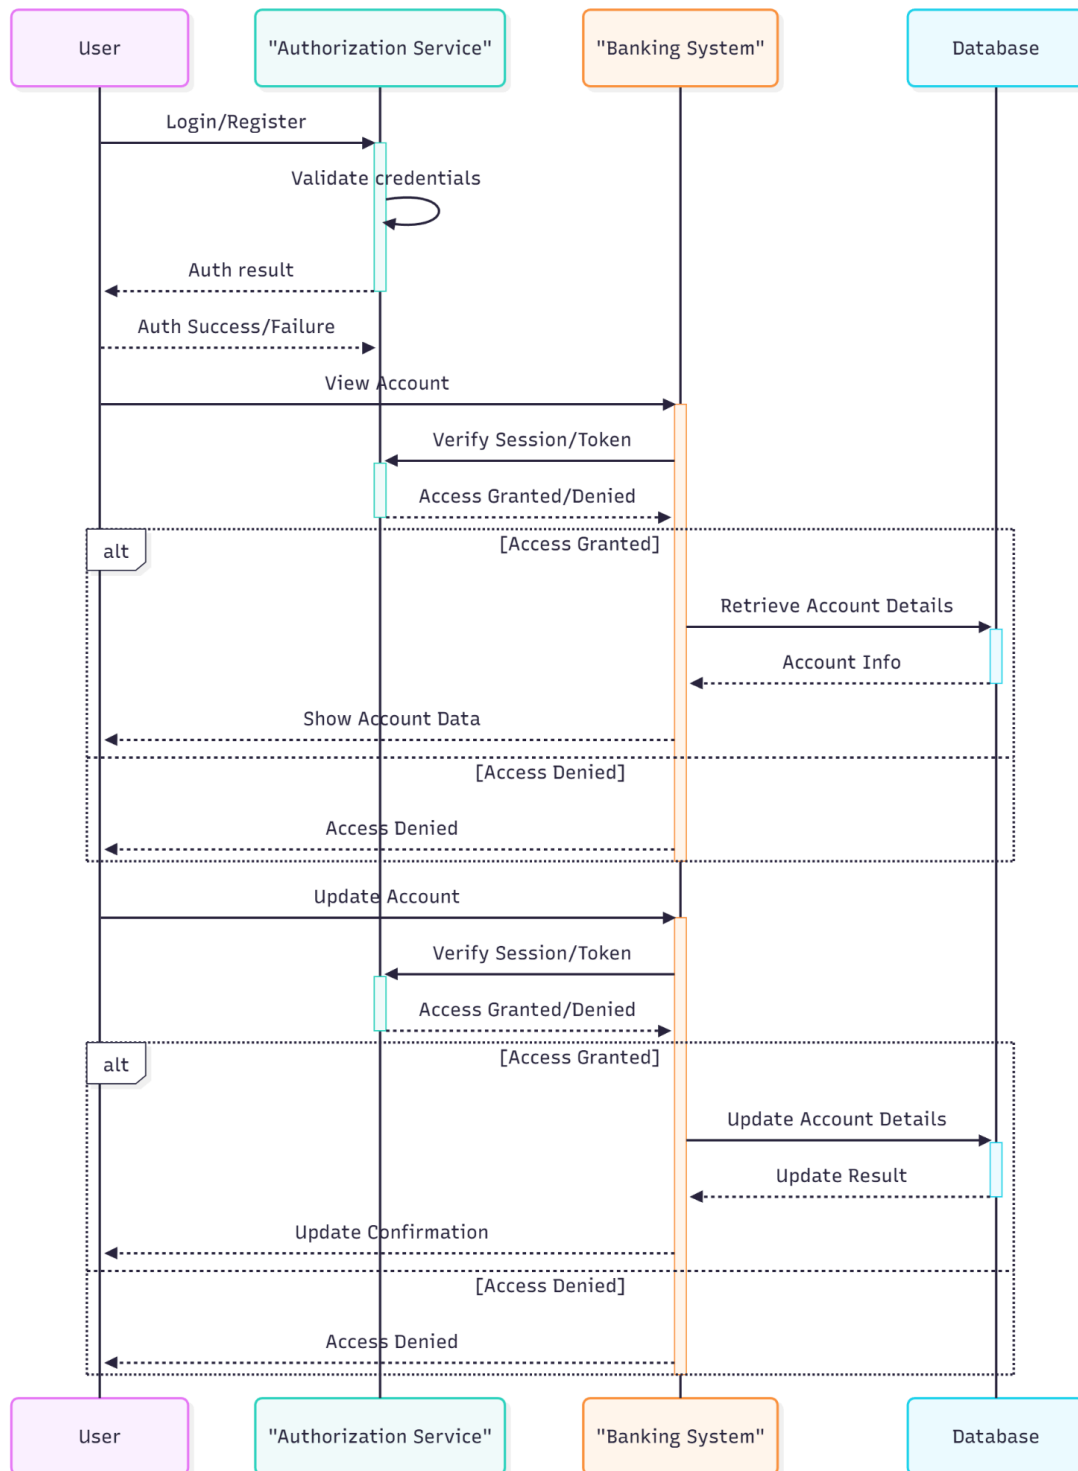 User
"Authorization Service"
"Banking System"
Database
Login/Register
Validate credentials
Auth result
Auth Success/Failure
View Account
Verify Session/Token
Access Granted/Denied
alt
[Access Granted]
Retrieve Account Details
Account Info
Show Account Data
[Access Denied]
Access Denied
Update Account
Verify Session/Token
Access Granted/Denied
alt
[Access Granted]
Update Account Details
Update Result
Update Confirmation
[Access Denied]
Access Denied
User
"Authorization Service"
"Banking System"
Database